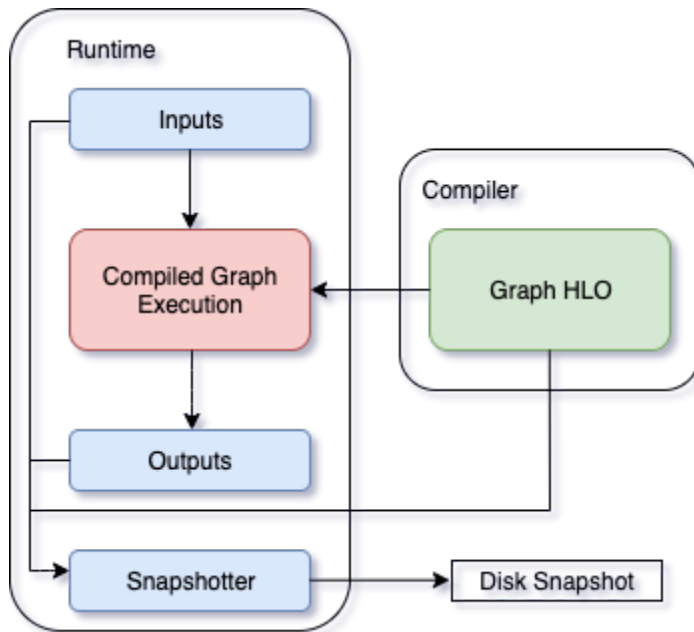 Runtime
Inputs
Compiler
Compiled Graph
Execution
Graph HLO
Outputs
Snapshotter
Disk Snapshot